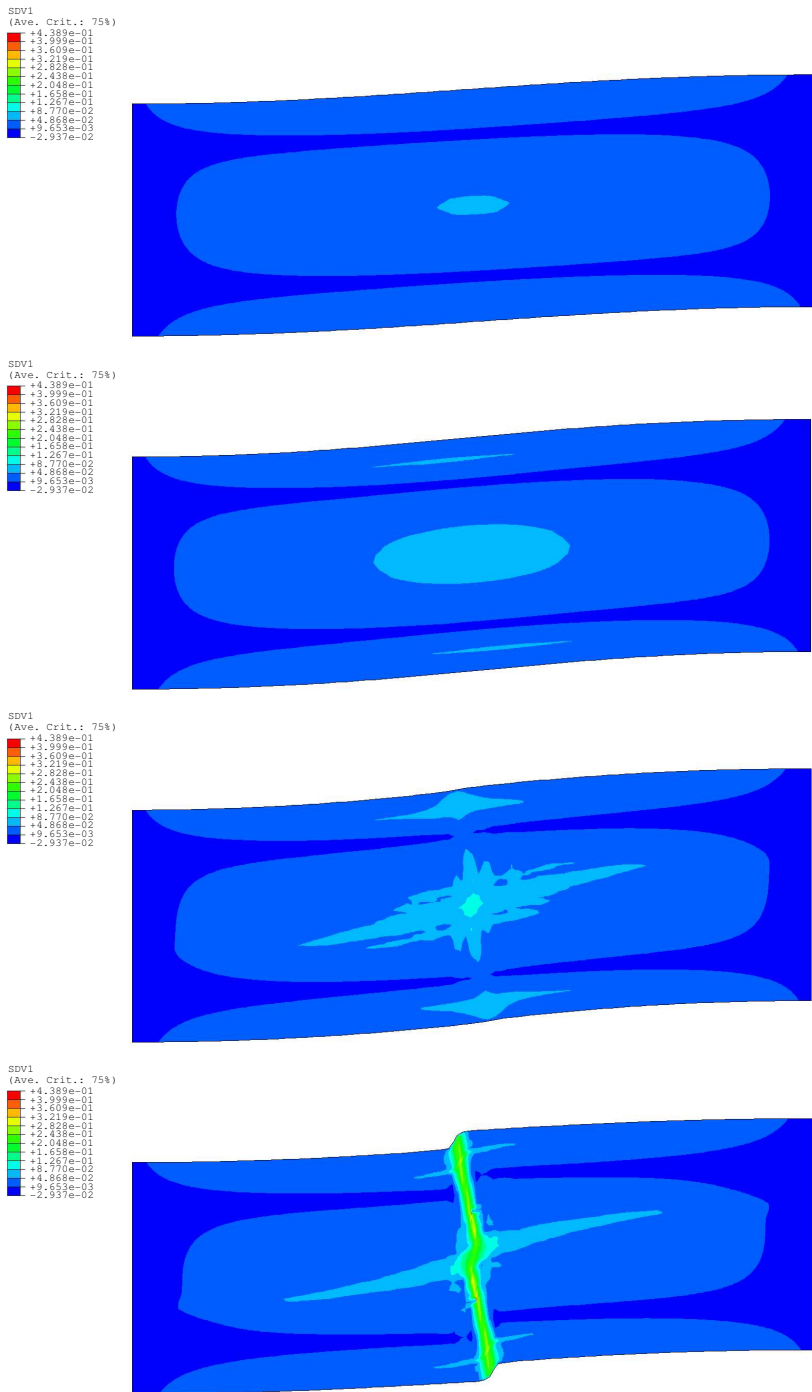 SDV1
(Ave. Crit.: 75%)
+4.389e-01
+3.999e-01
+3.609e-01
+3.219e-01
+2.828e-01
+2.438e-01
+2.048e-01
+1.658e-01
+1.267e-01
+8.770e-02
+4.868e-02
+9.653e-03
-2.937e-02
SDV1
(Ave. Crit.: 75%)
+4.389e-01
+3.999e-01
+3.609e-01
+3.219e-01
+2.828e-01
+2.438e-01
+2.048e-01
+1.658e-01
+1.267e-01
+8.770e-02
+4.868e-02
+9.653e-03
-2.937e-02
SDV1
(Ave. Crit.: 75%)
+4.389e-01
+3.999e-01
+3.609e-01
+3.219e-01
+2.828e-01
+2.438e-01
+2.048e-01
+1.658e-01
+1.267e-01
+8.770e-02
+4.868e-02
+9.653e-03
-2.937e-02
SDV1
(Ave. Crit.: 75%)
+4.389e-01
+3.999e-01
+3.609e-01
+3.219e-01
+2.828e-01
+2.438e-01
+2.048e-01
+1.658e-01
+1.267e-01
+8.770e-02
+4.868e-02
+9.653e-03
-2.937e-02